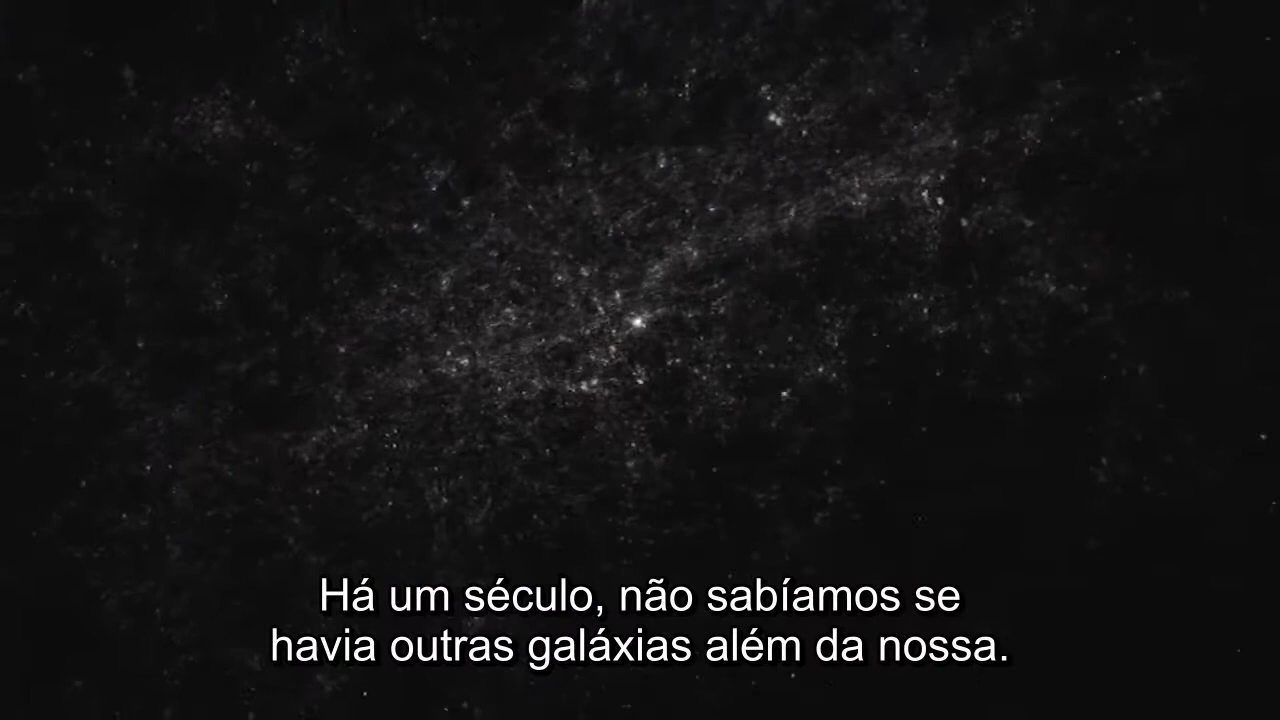 Há um século, não sabíamos se
havia outras galáxias além da nossa.